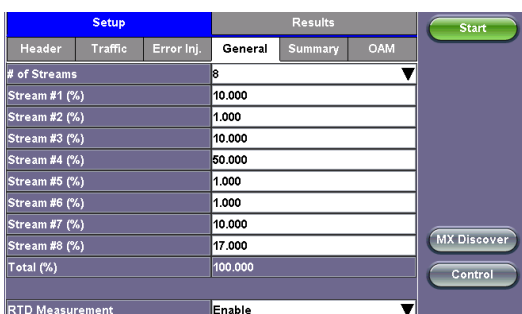 Setup Results
Start
Header Traffic Error Inj. General Summary OAM
# of Streams 8
Stream #1 (%) 10.000
Stream #2 (%) 1.000
Stream #3 (%) 10.000
Stream #4 (%) 50.000
Stream #5 (%) 1.000
Stream #6 (%) 1.000
Stream #7 (%) 10.000
Stream #8 (%) 17.000
MX Discover
Total (%) 100.000
Control
RTD Measurement Enable